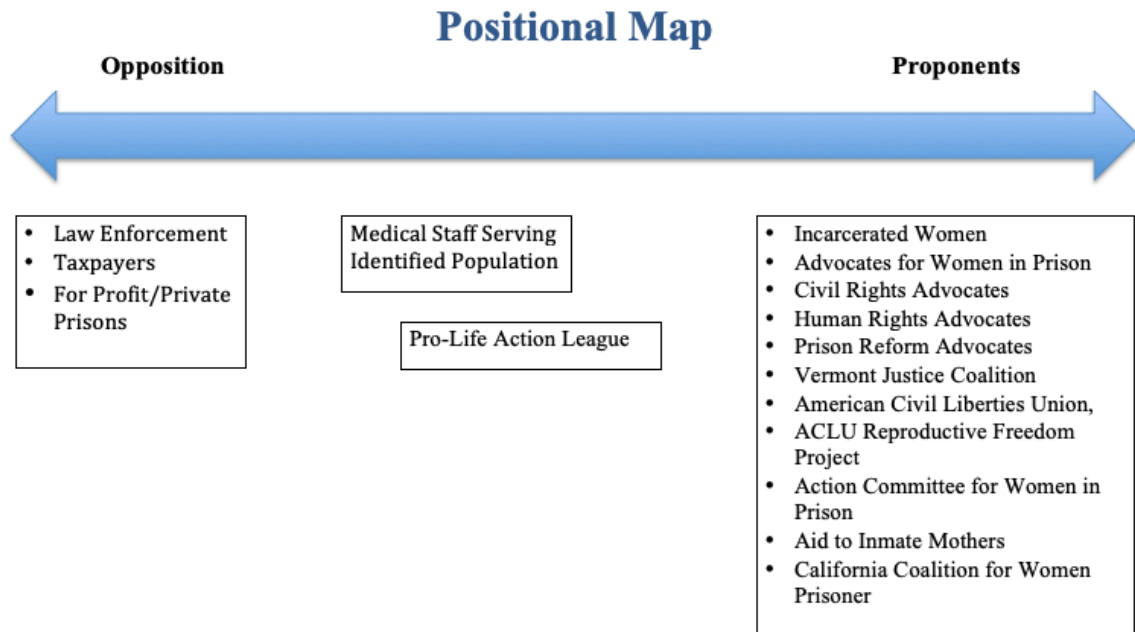 Positional Map
Opposition
Proponents
• Law Enforcement
• Taxpayers
• For Profit/Private
Prisons
Medical Staff Serving
Identified Population
Pro-Life Action League
• Incarcerated Women
• Advocates for Women in Prison
• Civil Rights Advocates
• Human Rights Advocates
• Prison Reform Advocates
• Vermont Justice Coalition
• American Civil Liberties Union,
• ACLU Reproductive Freedom
Project
• Action Committee for Women in
Prison
• Aid to Inmate Mothers
• California Coalition for Women
Prisoner